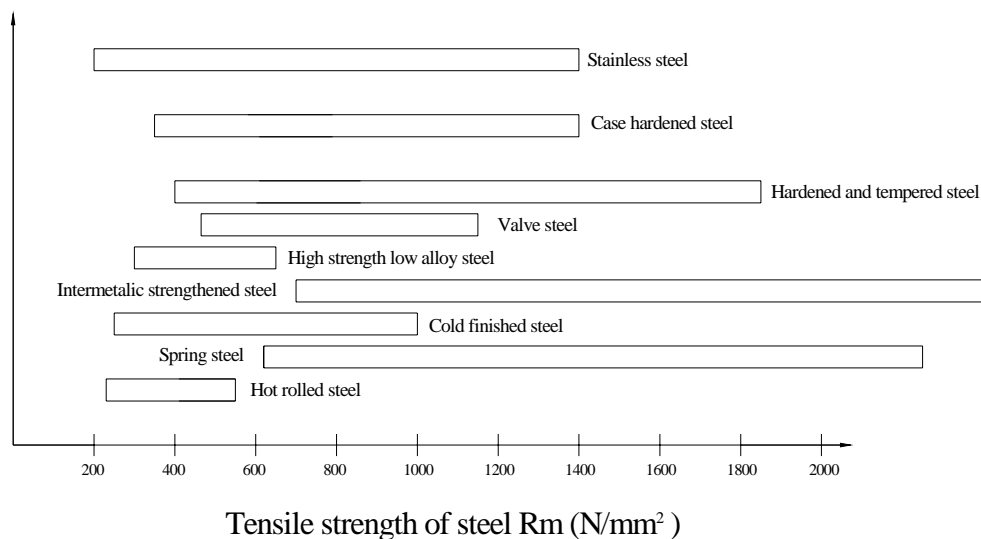 Stainless steel
Case hardened steel
Hardened and tempered steel
Valve steel
High strength low alloy steel
Intermetalic strengthened steel
Cold finished steel
Spring steel
Hot rolled steel
200 400 600 800 1000 1200 1400 1600 1800 2000
Tensile strength of steel Rm (N/mm²)